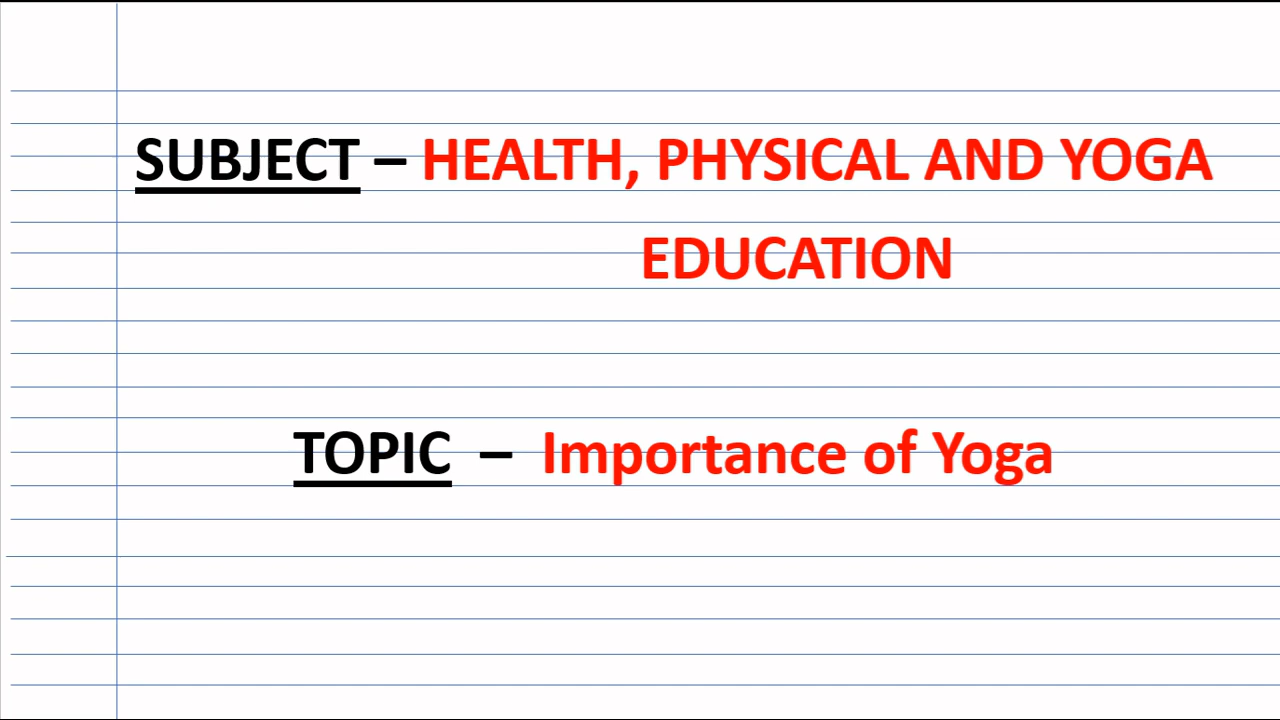 SUBJECT – HEALTH, PHYSICAL AND YOGA
EDUCATION
TOPIC – Importance of Yoga